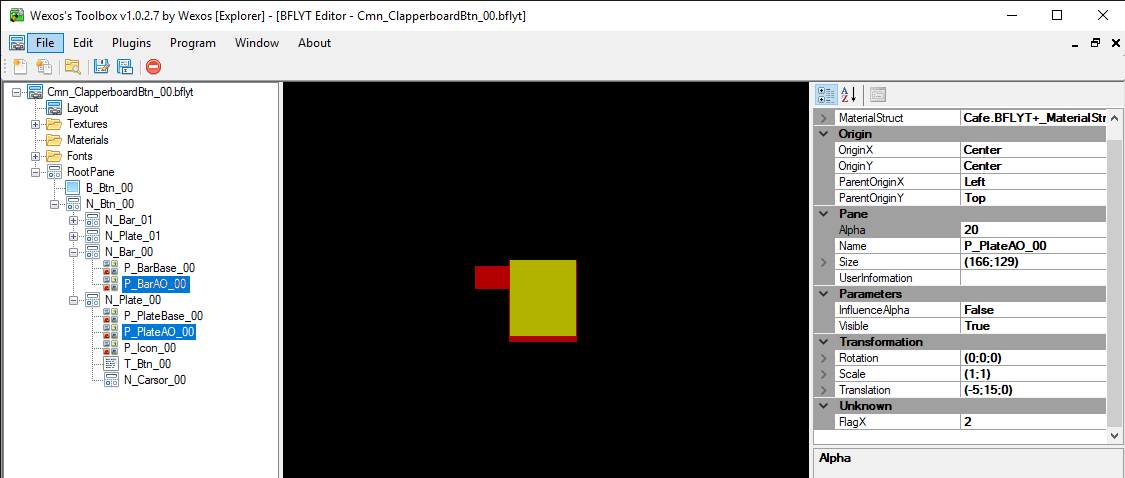 Wexos's Toolbox v1.0.2.7 by Wexos [Explorer] - [BFLYT Editor - Cmn_ClapperboardBtn_00.bflyt]
File Edit Plugins Program Window About
Cmn_ClapperboardBtn_00.bflyt
Layout
Textures
Materials
Fonts
RootPane
B_Btn_00
N_Btn_00
N_Bar_01
N_Plate_01
N_Bar_00
P_BarBase_00
P_BarAO_00
N_Plate_00
P_PlateBase_00
P_PlateAO_00
P_Icon_00
T_Btn_00
N_Carsor_00
MaterialStruct Cafe.BFLYT+_MaterialStr
Origin
OriginX Center
OriginY Center
ParentOriginX Left
ParentOriginY Top
Pane
Alpha 20
Name P_PlateAO_00
Size (166;129)
UserInformation
Parameters
InfluenceAlpha False
Visible True
Transformation
Rotation (0;0;0)
Scale (1;1)
Translation (-5;15;0)
Unknown
FlagX 2
Alpha